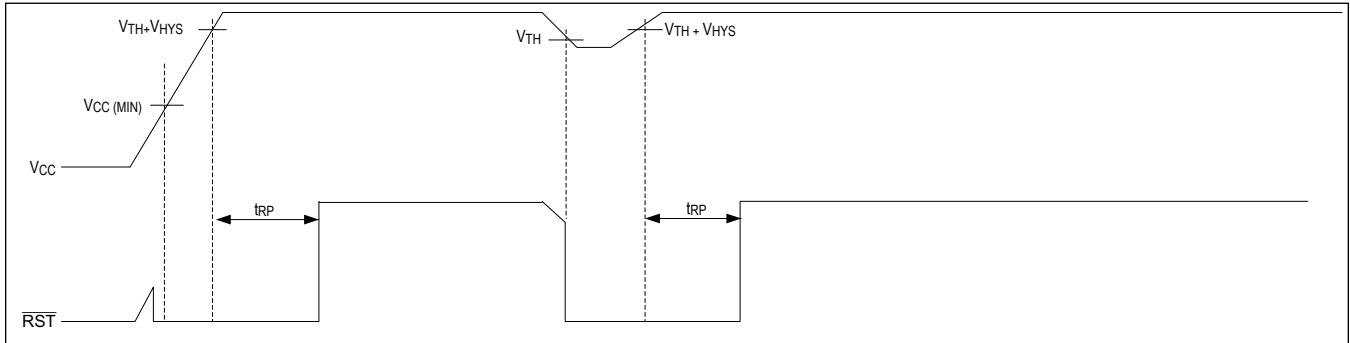 VTH+VHYS
VTH
VTH + VHYS
VCC (MIN)
VCC
tRP
tRP
RST